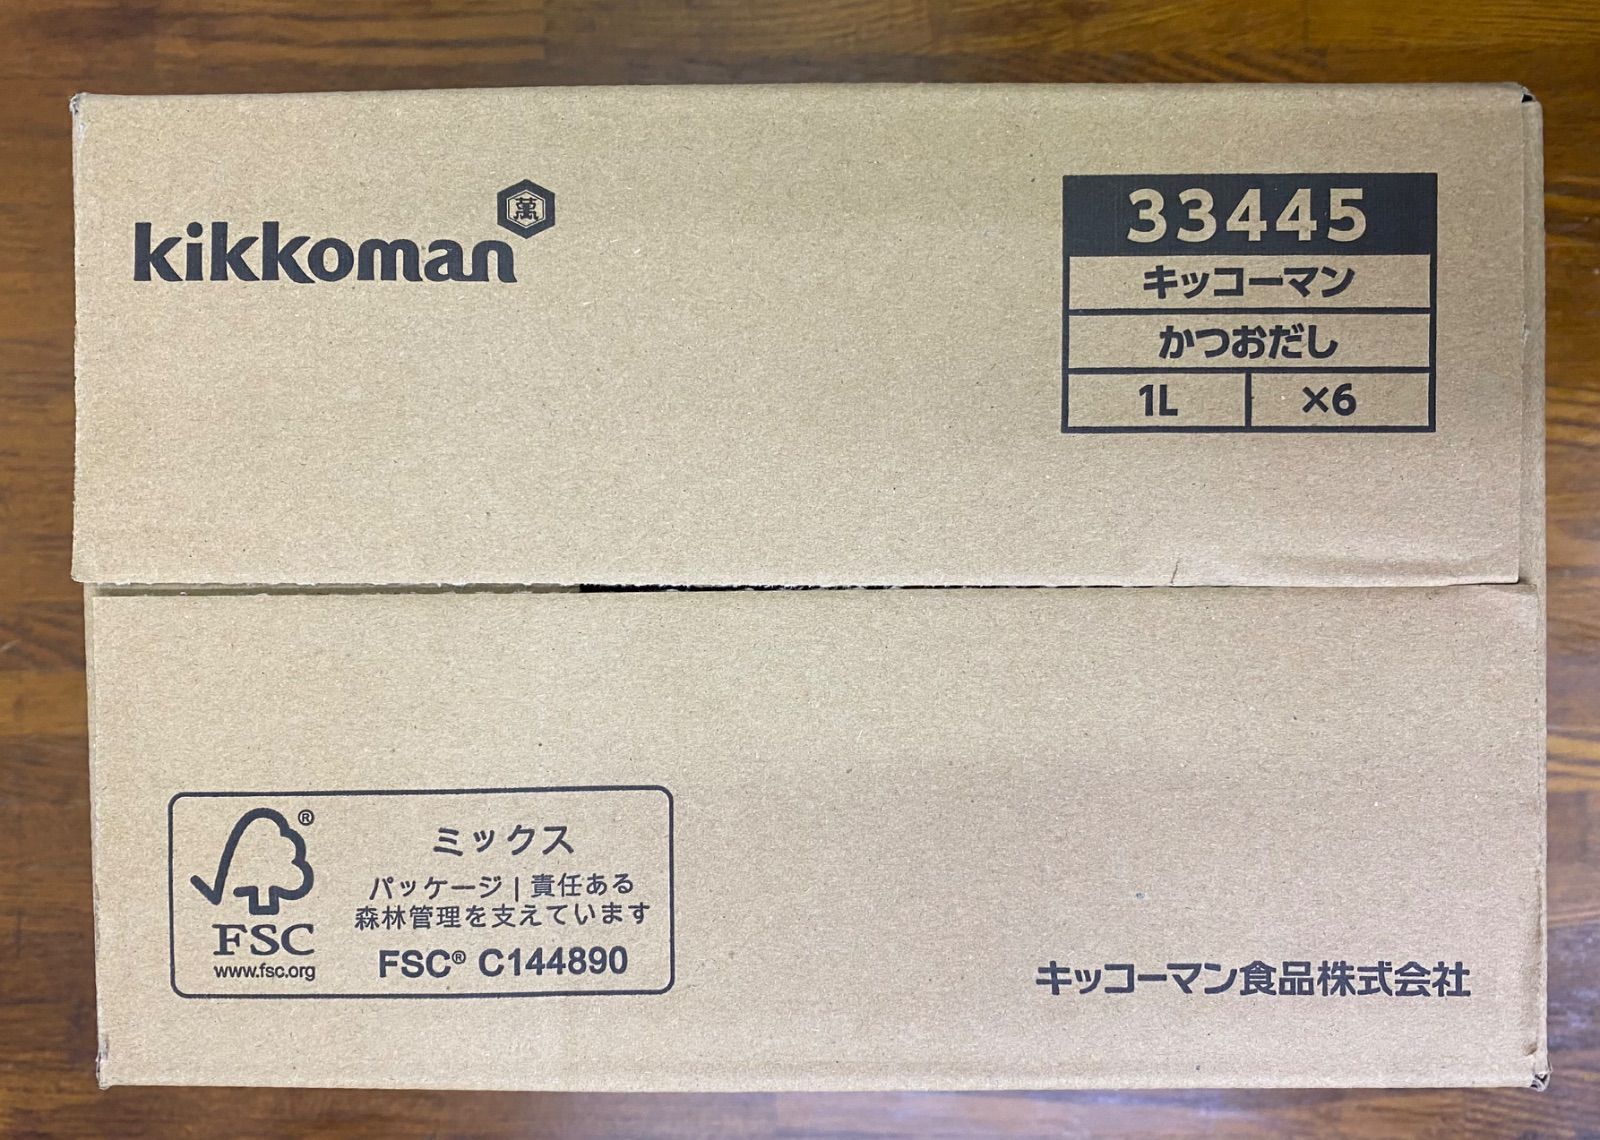 kikkoman
萬
33445
キッコーマン
かつおだし
1L ×6
ミックス
パッケージ | 責任ある
森林管理を支えています
FSC® C144890
®
FSC
www.fsc.org
キッコーマン食品株式会社